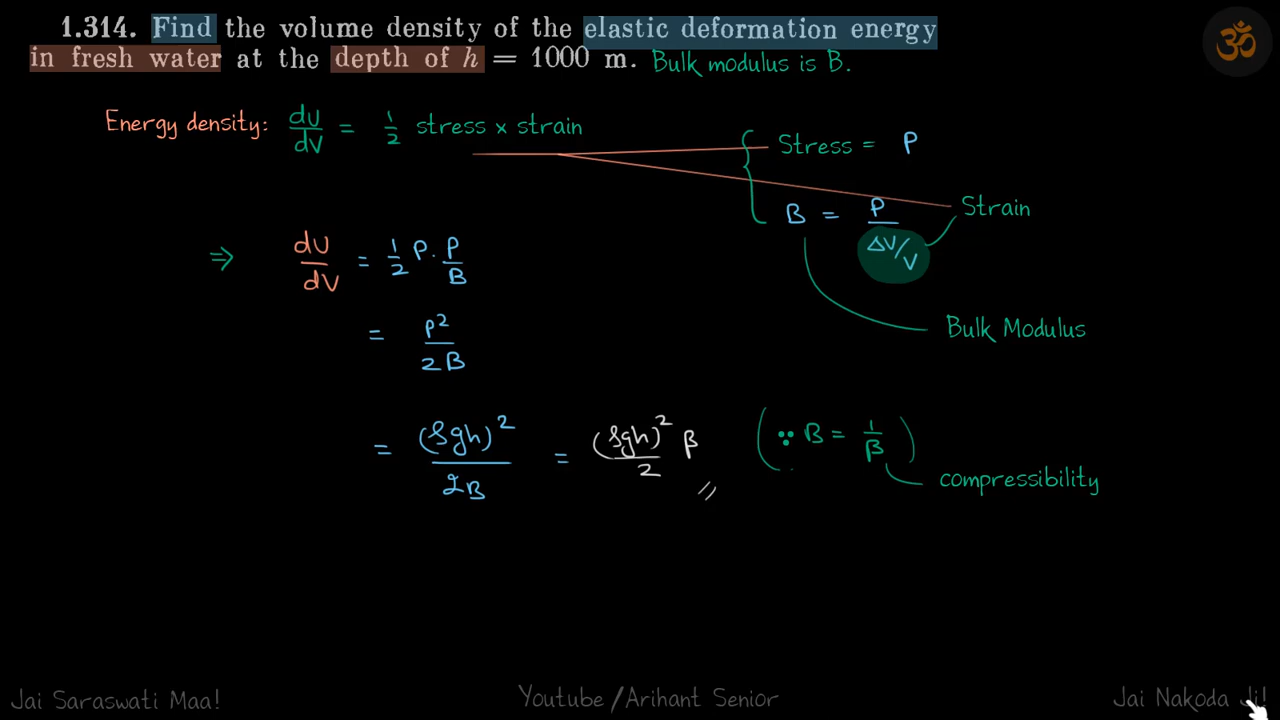 1.314. Find the volume density of the elastic deformation energy
in fresh water at the depth of h = 1000 m. Bulk modulus is B.
ॐ
Energy density: dU/dV = 1/2 stress x strain
Stress = P
B = P/(ΔV/V)
Strain
Bulk Modulus
⇒ dU/dV = 1/2 P · P/B
= P²/2B
= (ρgh)²/2B = (ρgh)²/2 β // (∵ B = 1/β)
compressibility
Jai Saraswati Maa! Youtube/Arihant Senior Jai Nakoda Ji!